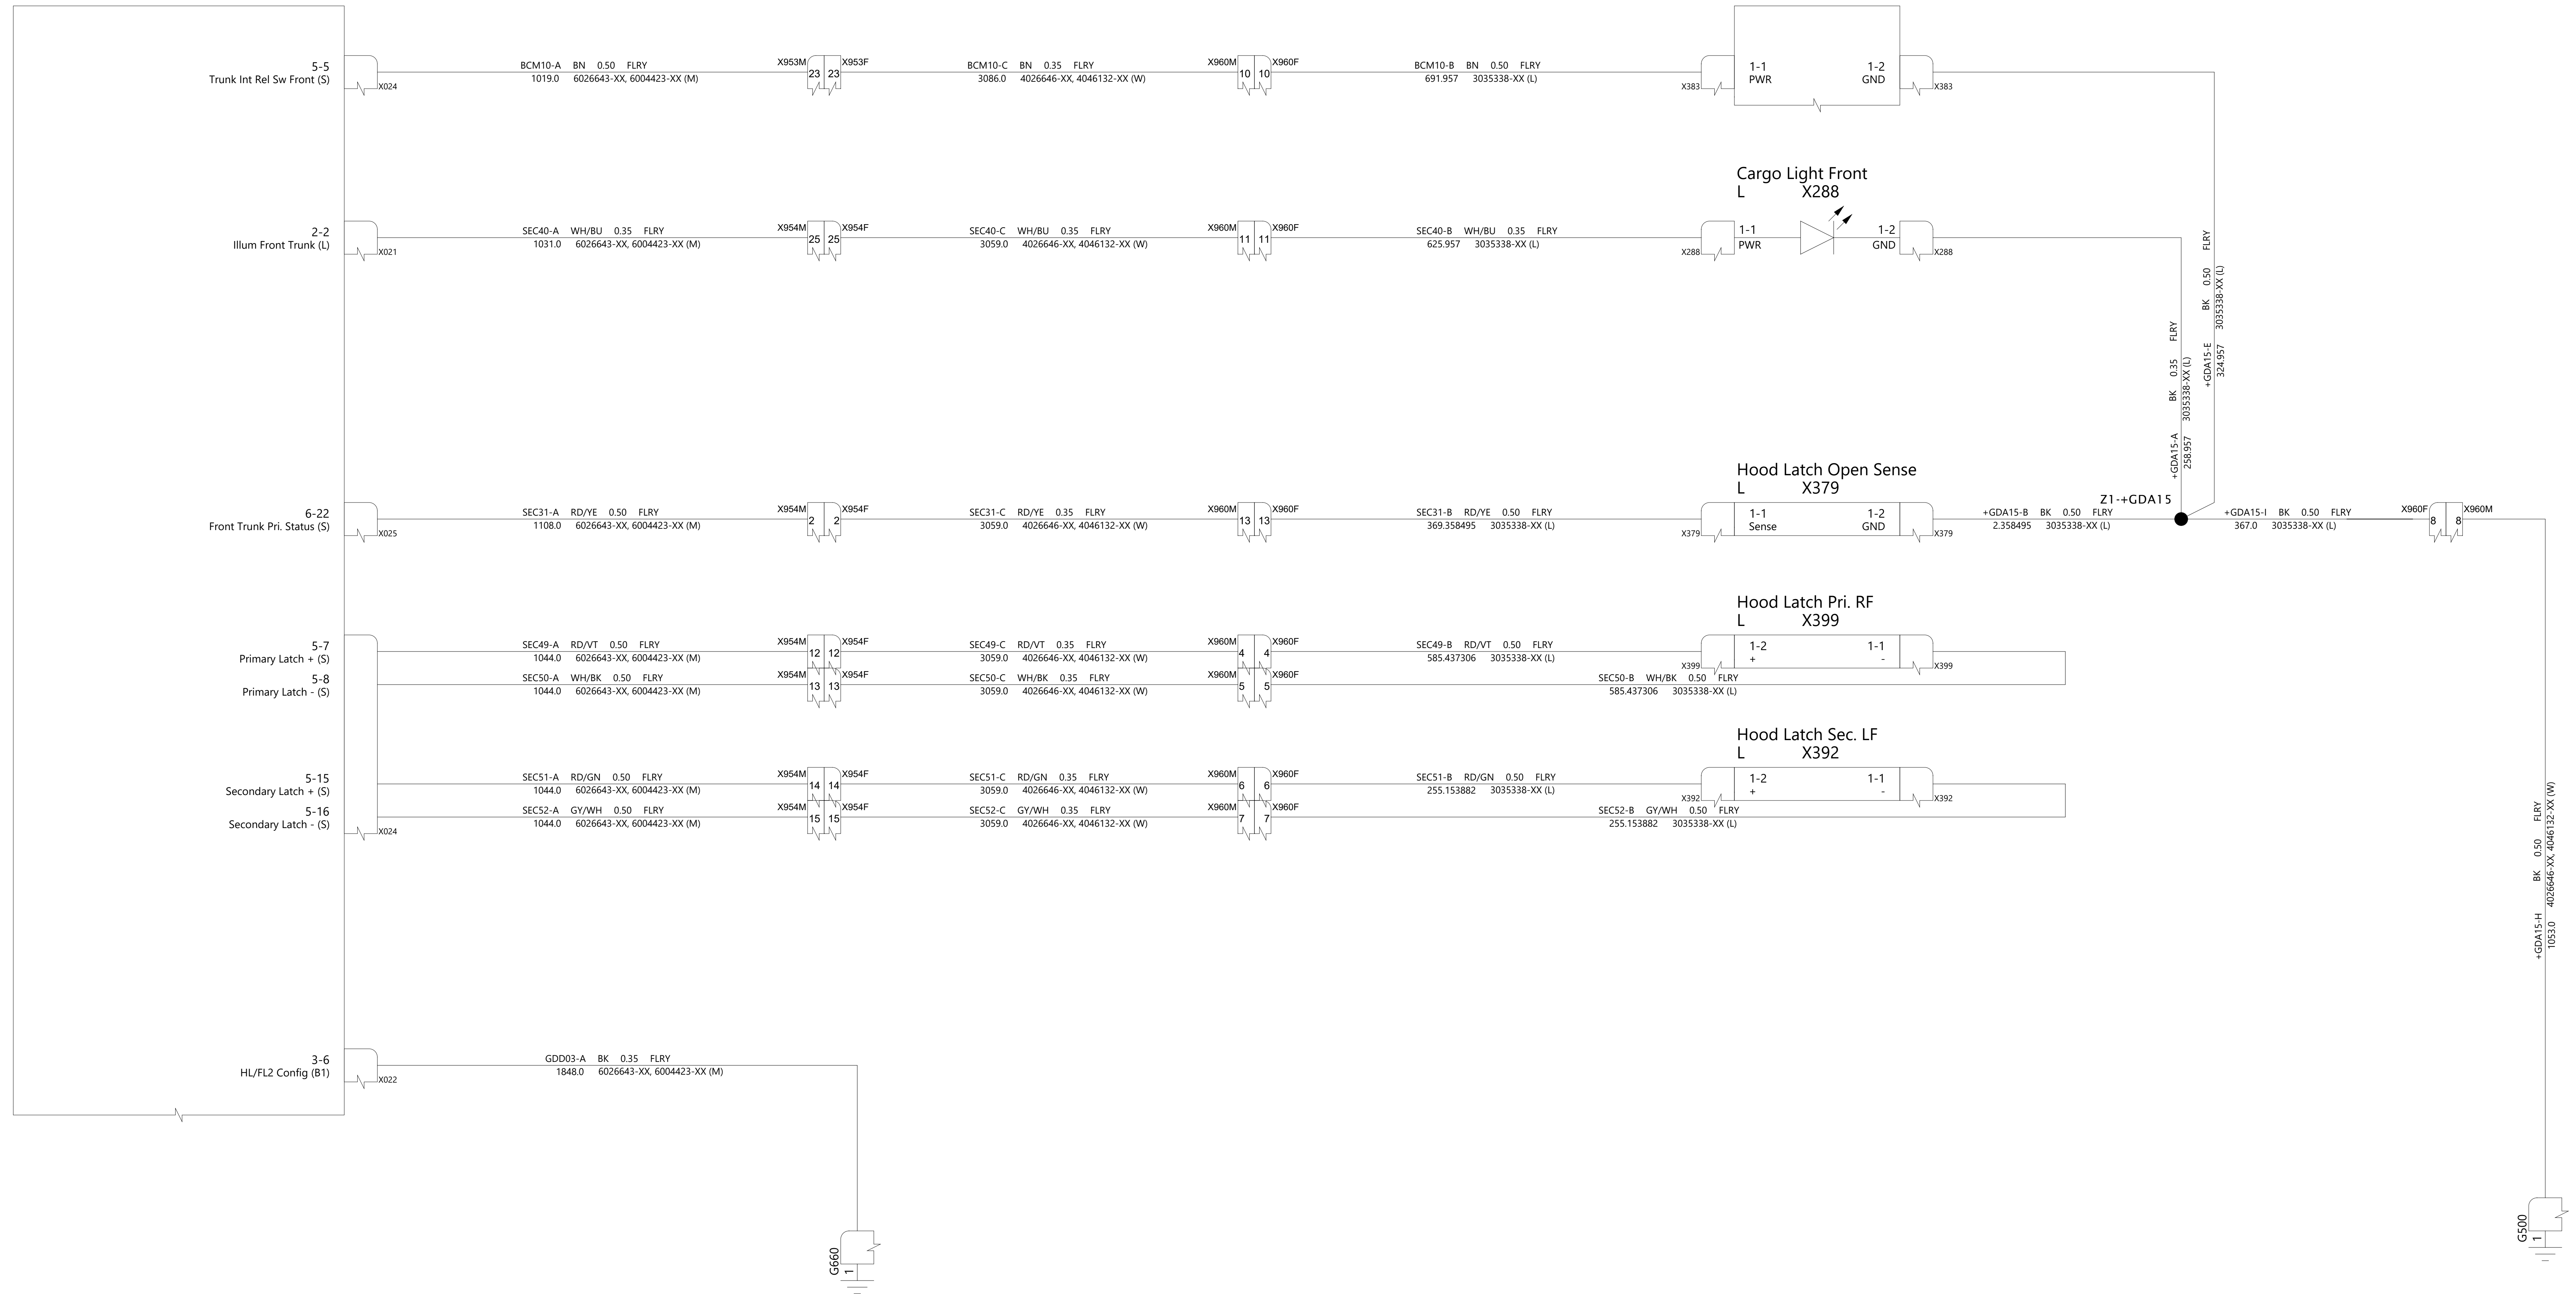 5-5
Trunk Int Rel Sw Front (S)
X024
BCM10-A BN 0.50 FLRY
1019.0 6026643-XX, 6004423-XX (M)
X953M 23 23 X953F
BCM10-C BN 0.35 FLRY
3086.0 4026646-XX, 4046132-XX (W)
X960M 10 10 X960F
BCM10-B BN 0.50 FLRY
691.957 3035338-XX (L)
X383
1-1
PWR
1-2
GND
X383
Cargo Light Front
L X288
2-2
Illum Front Trunk (L)
X021
SEC40-A WH/BU 0.35 FLRY
1031.0 6026643-XX, 6004423-XX (M)
X954M 25 25 X954F
SEC40-C WH/BU 0.35 FLRY
3059.0 4026646-XX, 4046132-XX (W)
X960M 11 11 X960F
SEC40-B WH/BU 0.35 FLRY
625.957 3035338-XX (L)
X288
1-1
PWR
1-2
GND
X288
+GDA15-A BK 0.35 FLRY
258.957 3035338-XX (L)
+GDA15-E BK 0.50 FLRY
324.957 3035338-XX (L)
Hood Latch Open Sense
L X379
6-22
Front Trunk Pri. Status (S)
X025
SEC31-A RD/YE 0.50 FLRY
1108.0 6026643-XX, 6004423-XX (M)
X954M 2 2 X954F
SEC31-C RD/YE 0.35 FLRY
3059.0 4026646-XX, 4046132-XX (W)
X960M 13 13 X960F
SEC31-B RD/YE 0.50 FLRY
369.358495 3035338-XX (L)
X379
1-1
Sense
1-2
GND
X379
+GDA15-B BK 0.50 FLRY
2.358495 3035338-XX (L)
Z1-+GDA15
+GDA15-I BK 0.50 FLRY
367.0 3035338-XX (L)
X960F 8 8 X960M
Hood Latch Pri. RF
L X399
5-7
Primary Latch + (S)
SEC49-A RD/VT 0.50 FLRY
1044.0 6026643-XX, 6004423-XX (M)
X954M 12 12 X954F
SEC49-C RD/VT 0.35 FLRY
3059.0 4026646-XX, 4046132-XX (W)
X960M 4 4 X960F
SEC49-B RD/VT 0.50 FLRY
585.437306 3035338-XX (L)
X399
1-2
+
1-1
-
X399
5-8
Primary Latch - (S)
SEC50-A WH/BK 0.50 FLRY
1044.0 6026643-XX, 6004423-XX (M)
X954M 13 13 X954F
SEC50-C WH/BK 0.35 FLRY
3059.0 4026646-XX, 4046132-XX (W)
X960M 5 5 X960F
SEC50-B WH/BK 0.50 FLRY
585.437306 3035338-XX (L)
Hood Latch Sec. LF
L X392
5-15
Secondary Latch + (S)
SEC51-A RD/GN 0.50 FLRY
1044.0 6026643-XX, 6004423-XX (M)
X954M 14 14 X954F
SEC51-C RD/GN 0.35 FLRY
3059.0 4026646-XX, 4046132-XX (W)
X960M 6 6 X960F
SEC51-B RD/GN 0.50 FLRY
255.153882 3035338-XX (L)
X392
1-2
+
1-1
-
X392
5-16
Secondary Latch - (S)
X024
SEC52-A GY/WH 0.50 FLRY
1044.0 6026643-XX, 6004423-XX (M)
X954M 15 15 X954F
SEC52-C GY/WH 0.35 FLRY
3059.0 4026646-XX, 4046132-XX (W)
X960M 7 7 X960F
SEC52-B GY/WH 0.50 FLRY
255.153882 3035338-XX (L)
+GDA15-H BK 0.50 FLRY
1053.0 4026646-XX, 4046132-XX (W)
3-6
HL/FL2 Config (B1)
X022
GDD03-A BK 0.35 FLRY
1848.0 6026643-XX, 6004423-XX (M)
G660
1
G500
1